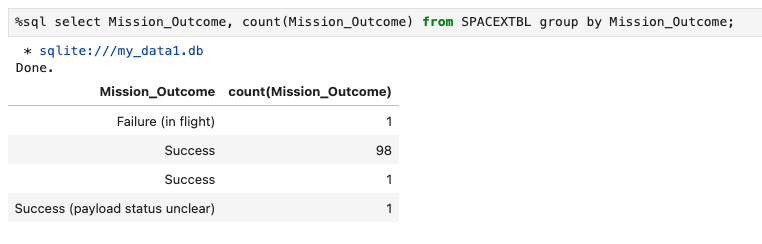 %sql select Mission_Outcome, count(Mission_Outcome) from SPACEXTBL group by Mission_Outcome;
* sqlite:///my_data1.db
Done.
Mission_Outcome count(Mission_Outcome)
Failure (in flight) 1
Success 98
Success 1
Success (payload status unclear) 1